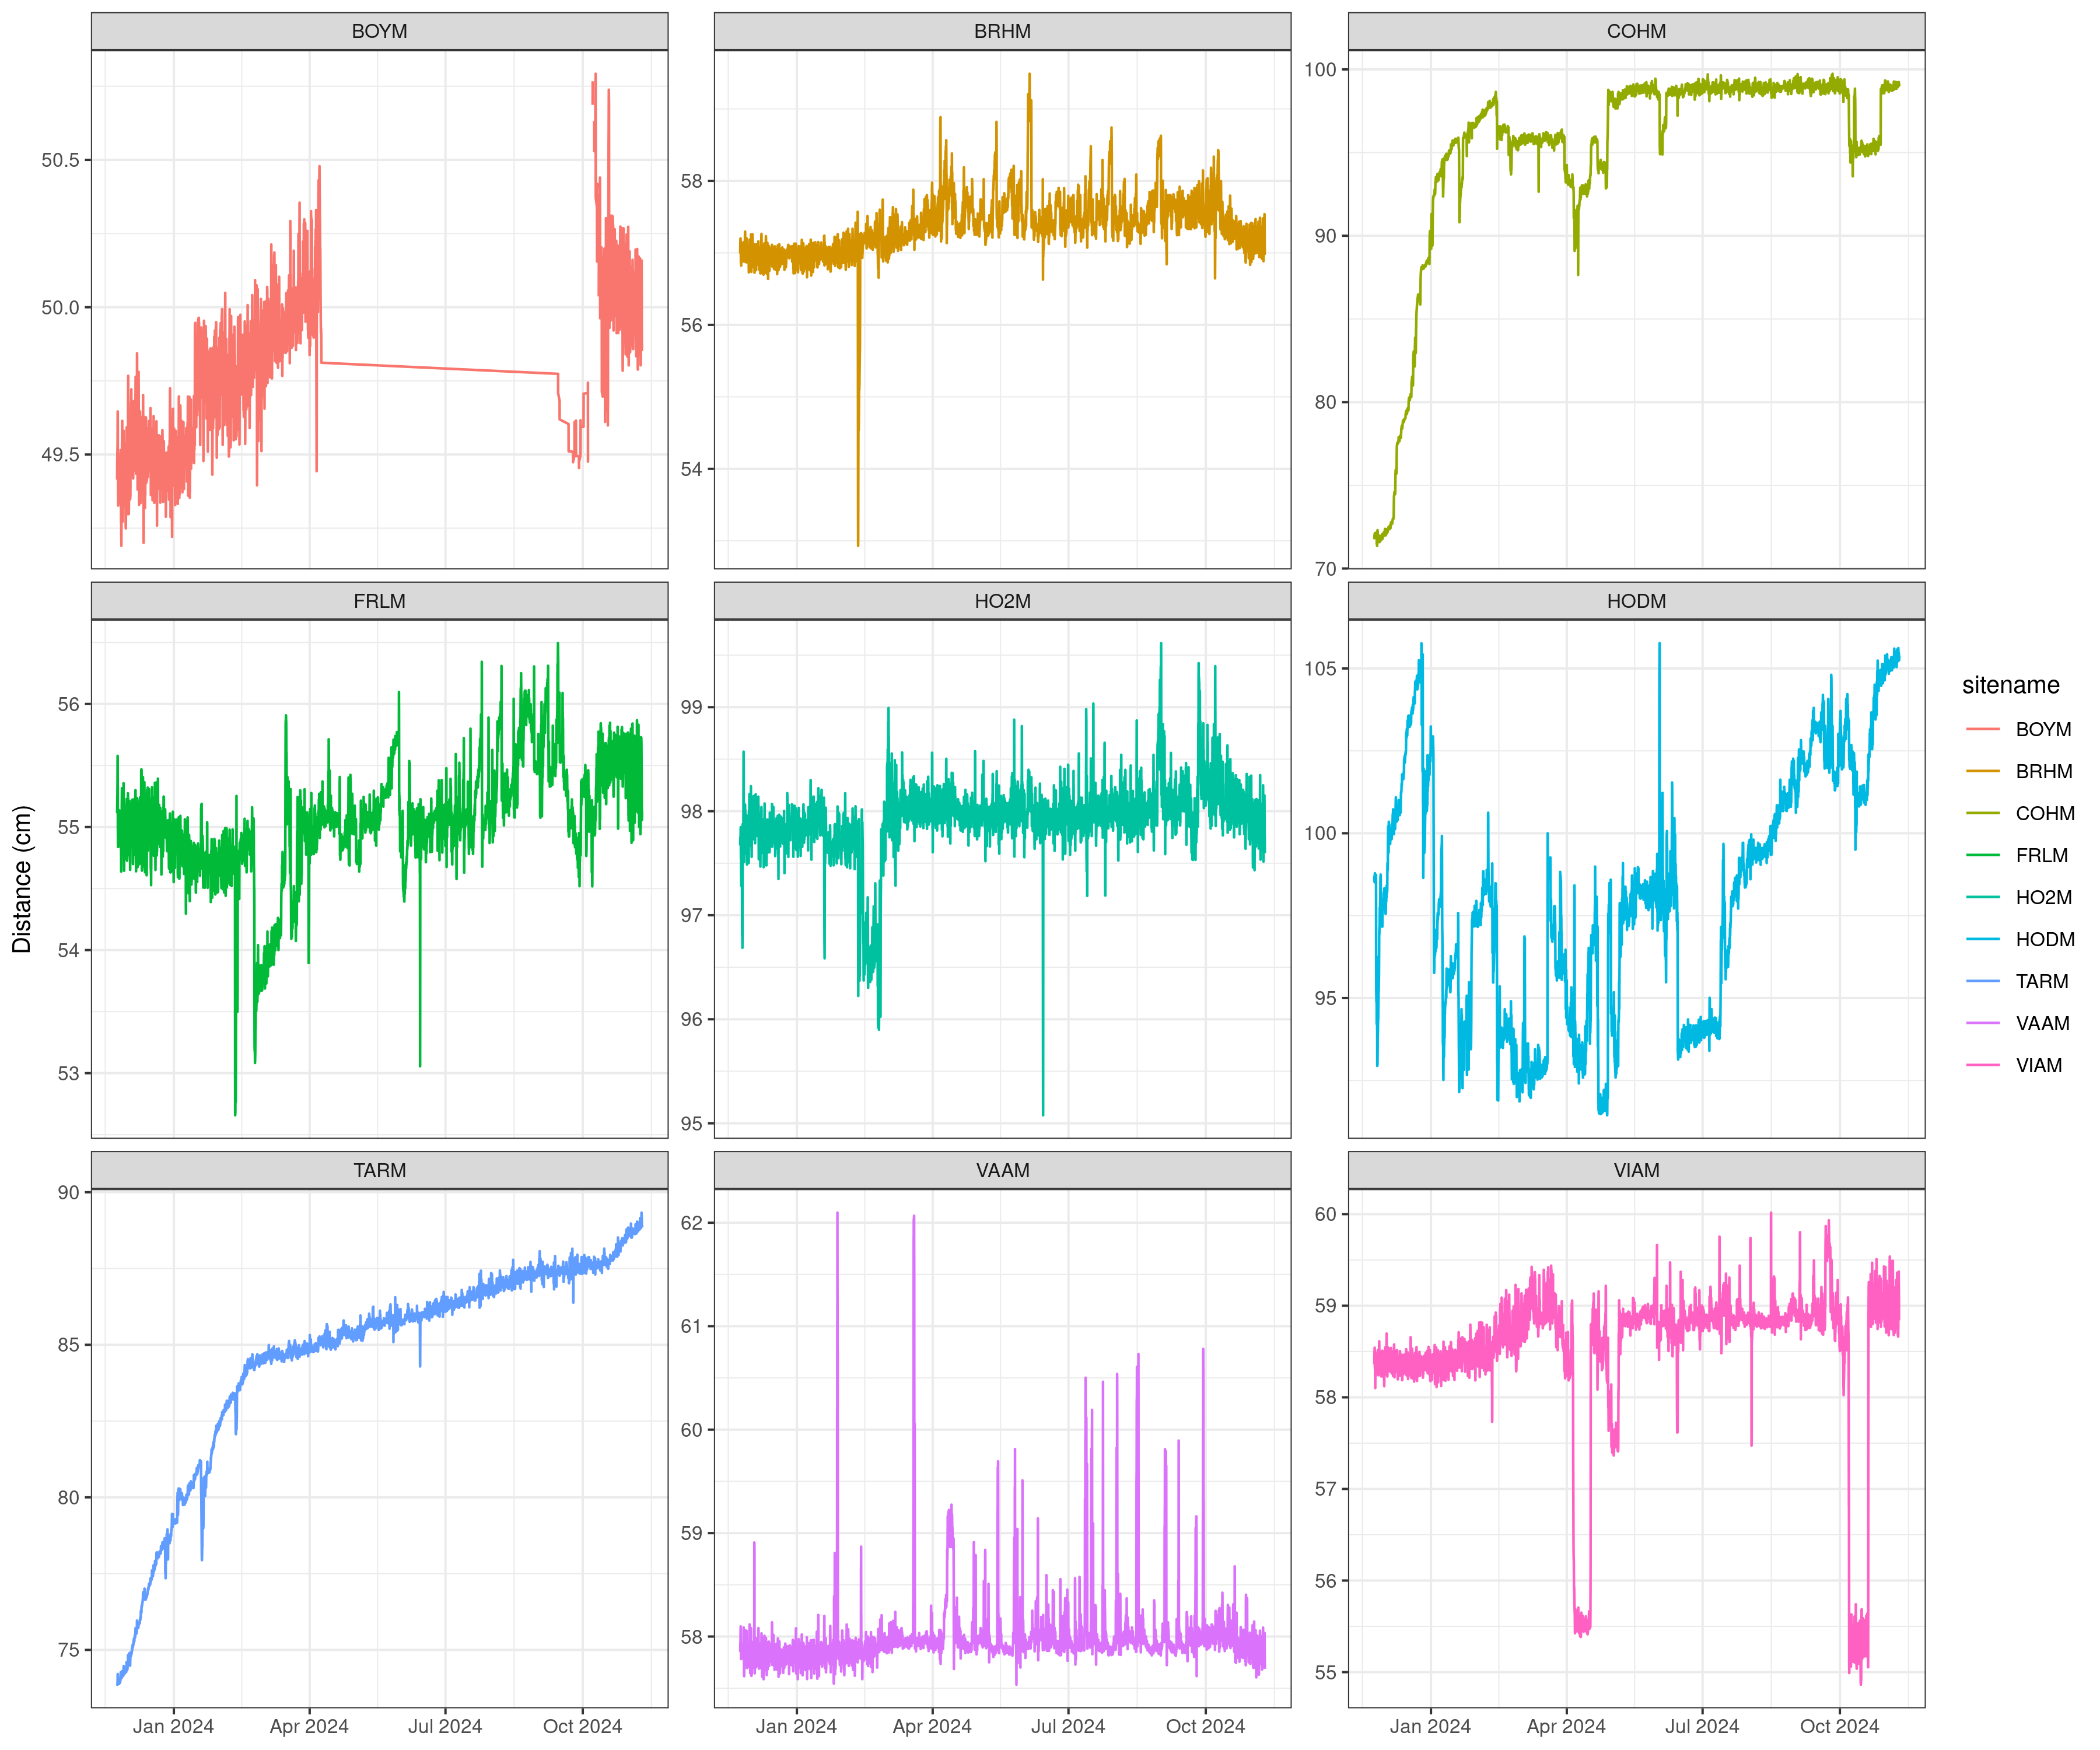 BOYM
BRHM
COHM
50.5
50.0
49.5
58
56
54
100
90
80
70
FRLM
HO2M
HODM
56
55
54
53
99
98
97
96
95
105
100
95
TARM
VAAM
VIAM
90
85
80
75
62
61
60
59
58
60
59
58
57
56
55
Jan 2024
Apr 2024
Jul 2024
Oct 2024
Jan 2024
Apr 2024
Jul 2024
Oct 2024
Jan 2024
Apr 2024
Jul 2024
Oct 2024
Distance (cm)
sitename
BOYM
BRHM
COHM
FRLM
HO2M
HODM
TARM
VAAM
VIAM